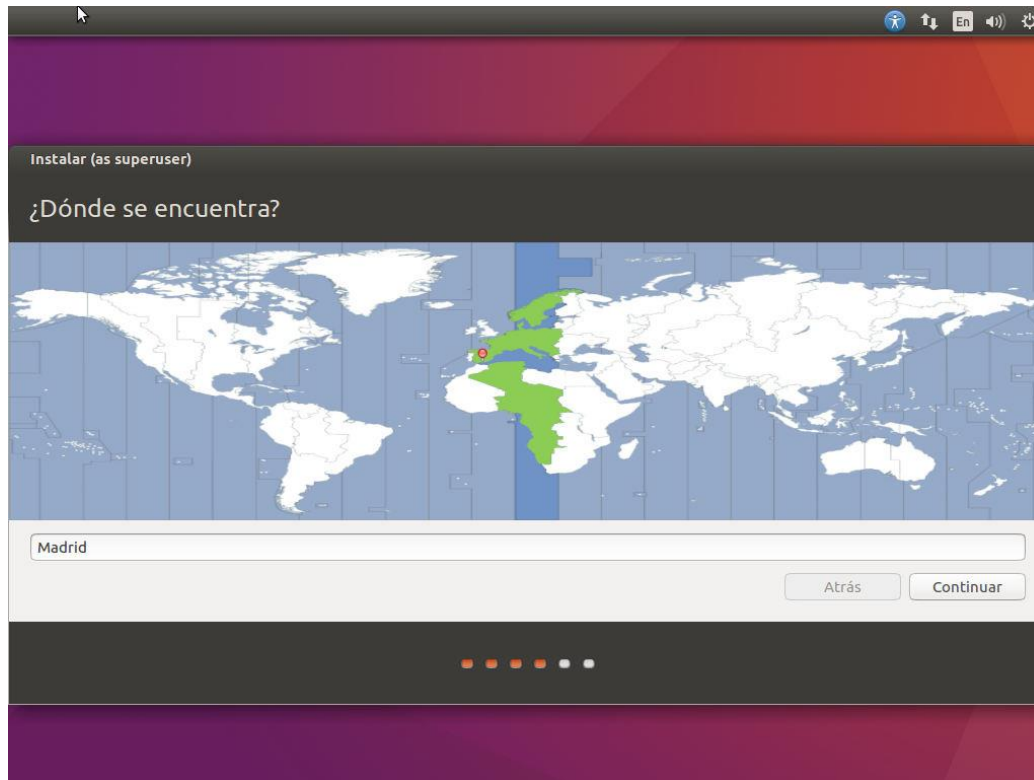 En
Instalar (as superuser)
¿Dónde se encuentra?
Madrid
Atrás Continuar